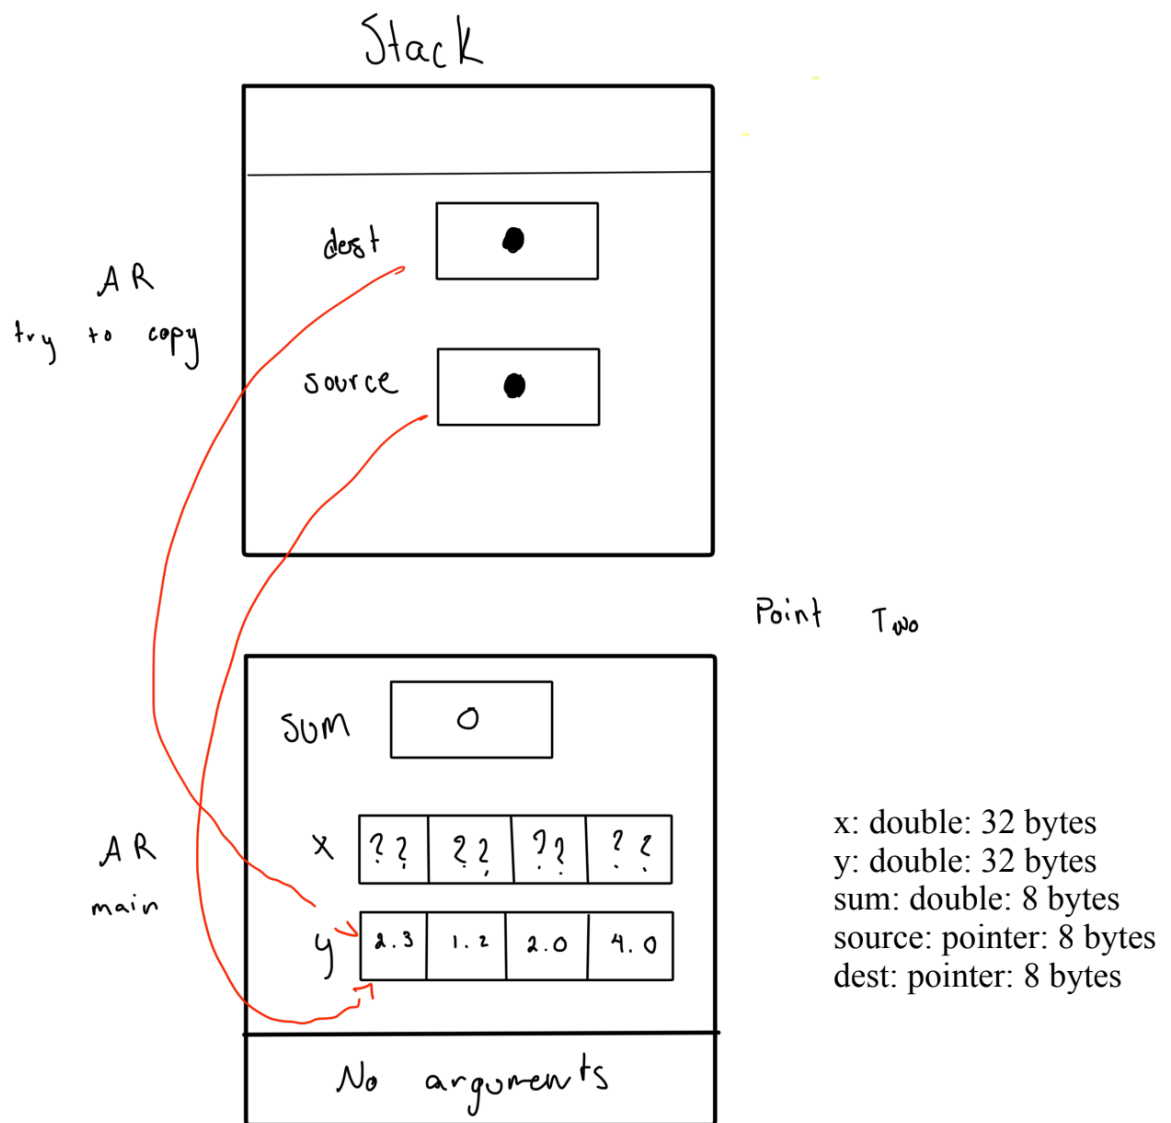 Stack
dest
AR
try to copy
source
Point Two
sum 0
x ?? ?? ?? ??
AR
main
y 2.3 1.2 2.0 4.0
x: double: 32 bytes
y: double: 32 bytes
sum: double: 8 bytes
source: pointer: 8 bytes
dest: pointer: 8 bytes
No arguments